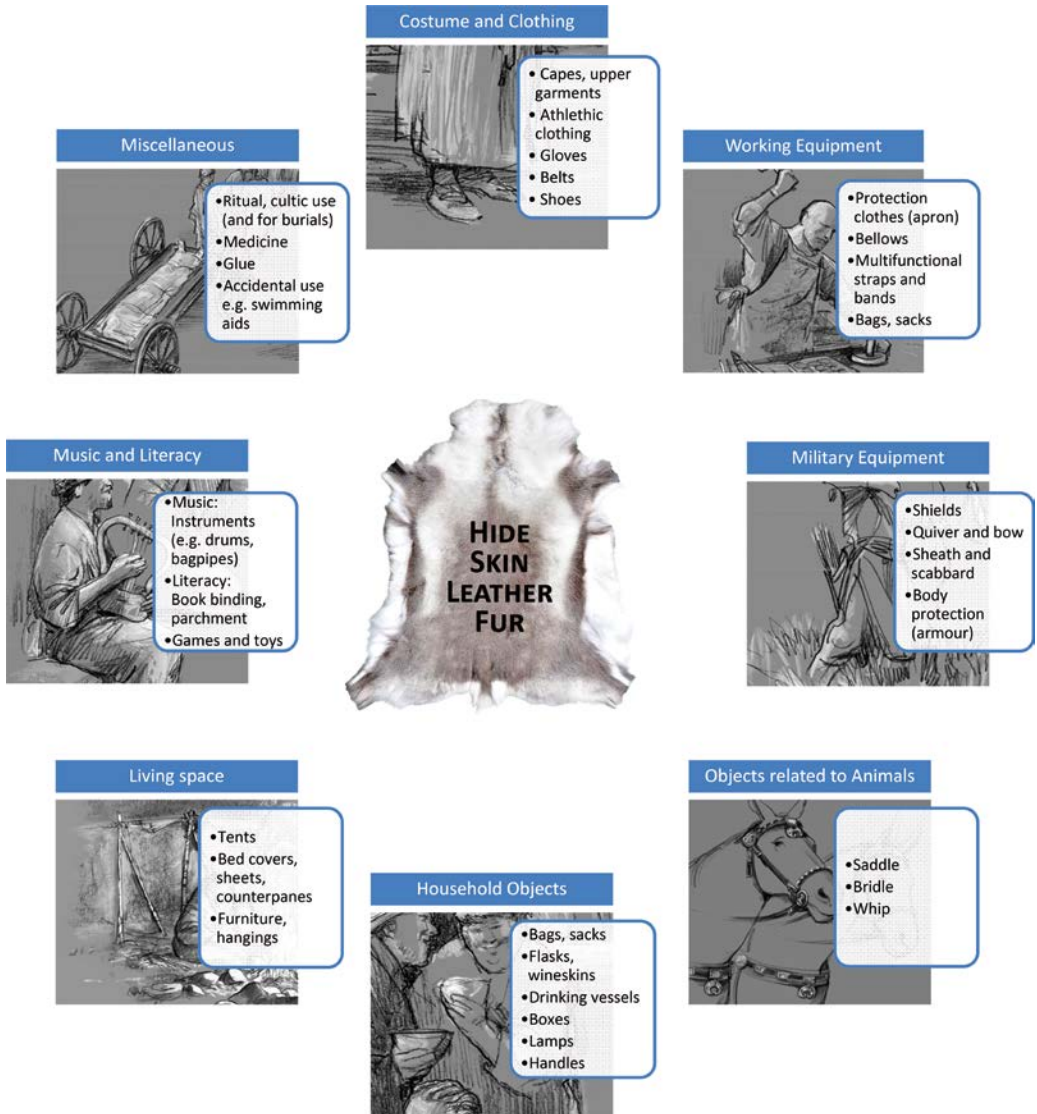 Costume and Clothing
• Capes, upper
garments
• Athlethic
clothing
• Gloves
• Belts
• Shoes
Miscellaneous
•Ritual, cultic use
(and for burials)
•Medicine
•Glue
•Accidental use
e.g. swimming
aids
Working Equipment
•Protection
clothes (apron)
•Bellows
•Multifunctional
straps and
bands
•Bags, sacks
Music and Literacy
•Music:
Instruments
(e.g. drums,
bagpipes)
•Literacy:
Book binding,
parchment
•Games and toys
HIDE
SKIN
LEATHER
FUR
Military Equipment
•Shields
•Quiver and bow
•Sheath and
scabbard
•Body
protection
(armour)
Living space
•Tents
•Bed covers,
sheets,
counterpanes
•Furniture,
hangings
Household Objects
•Bags, sacks
•Flasks,
wineskins
•Drinking vessels
•Boxes
•Lamps
•Handles
Objects related to Animals
•Saddle
•Bridle
•Whip